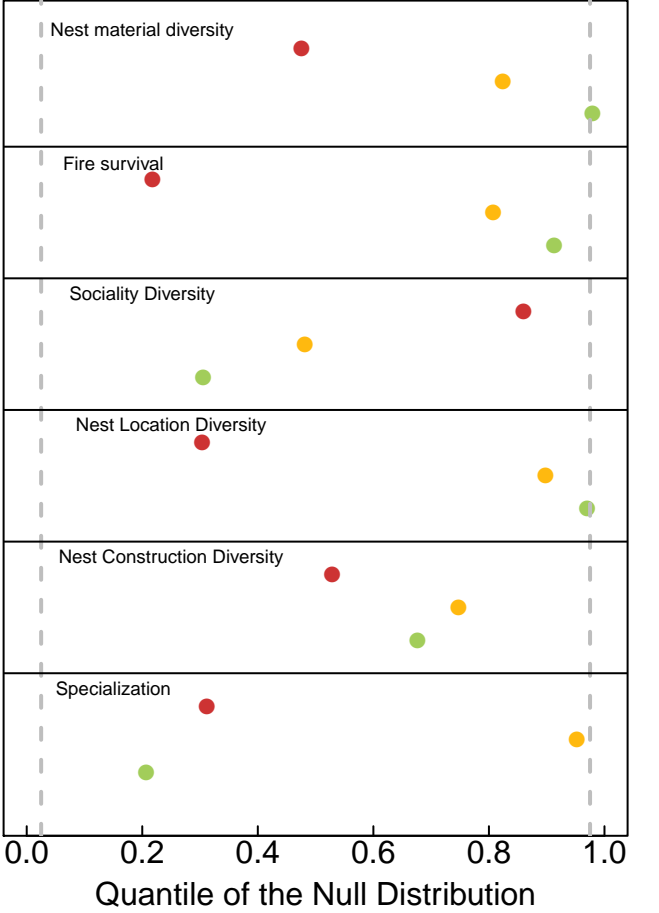 Nest material diversity
Fire survival
Sociality Diversity
Nest Location Diversity
Nest Construction Diversity
Specialization
0.0 0.2 0.4 0.6 0.8 1.0
Quantile of the Null Distribution